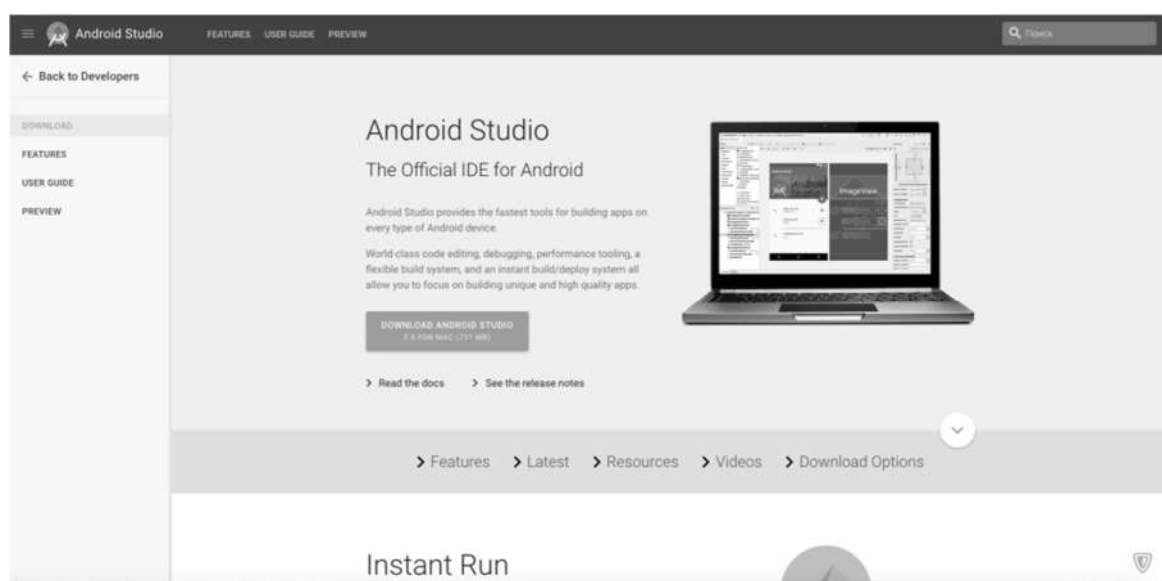 Android Studio
FEATURES USER GUIDE PREVIEW
Поиск
Back to Developers
DOWNLOAD
FEATURES
USER GUIDE
PREVIEW
Android Studio
The Official IDE for Android
Android Studio provides the fastest tools for building apps on
every type of Android device.
World-class code editing, debugging, performance tooling, a
flexible build system, and an instant build/deploy system all
allow you to focus on building unique and high quality apps.
DOWNLOAD ANDROID STUDIO
FOR MAC
Read the docs
See the release notes
ImageView
Features
Latest
Resources
Videos
Download Options
Instant Run